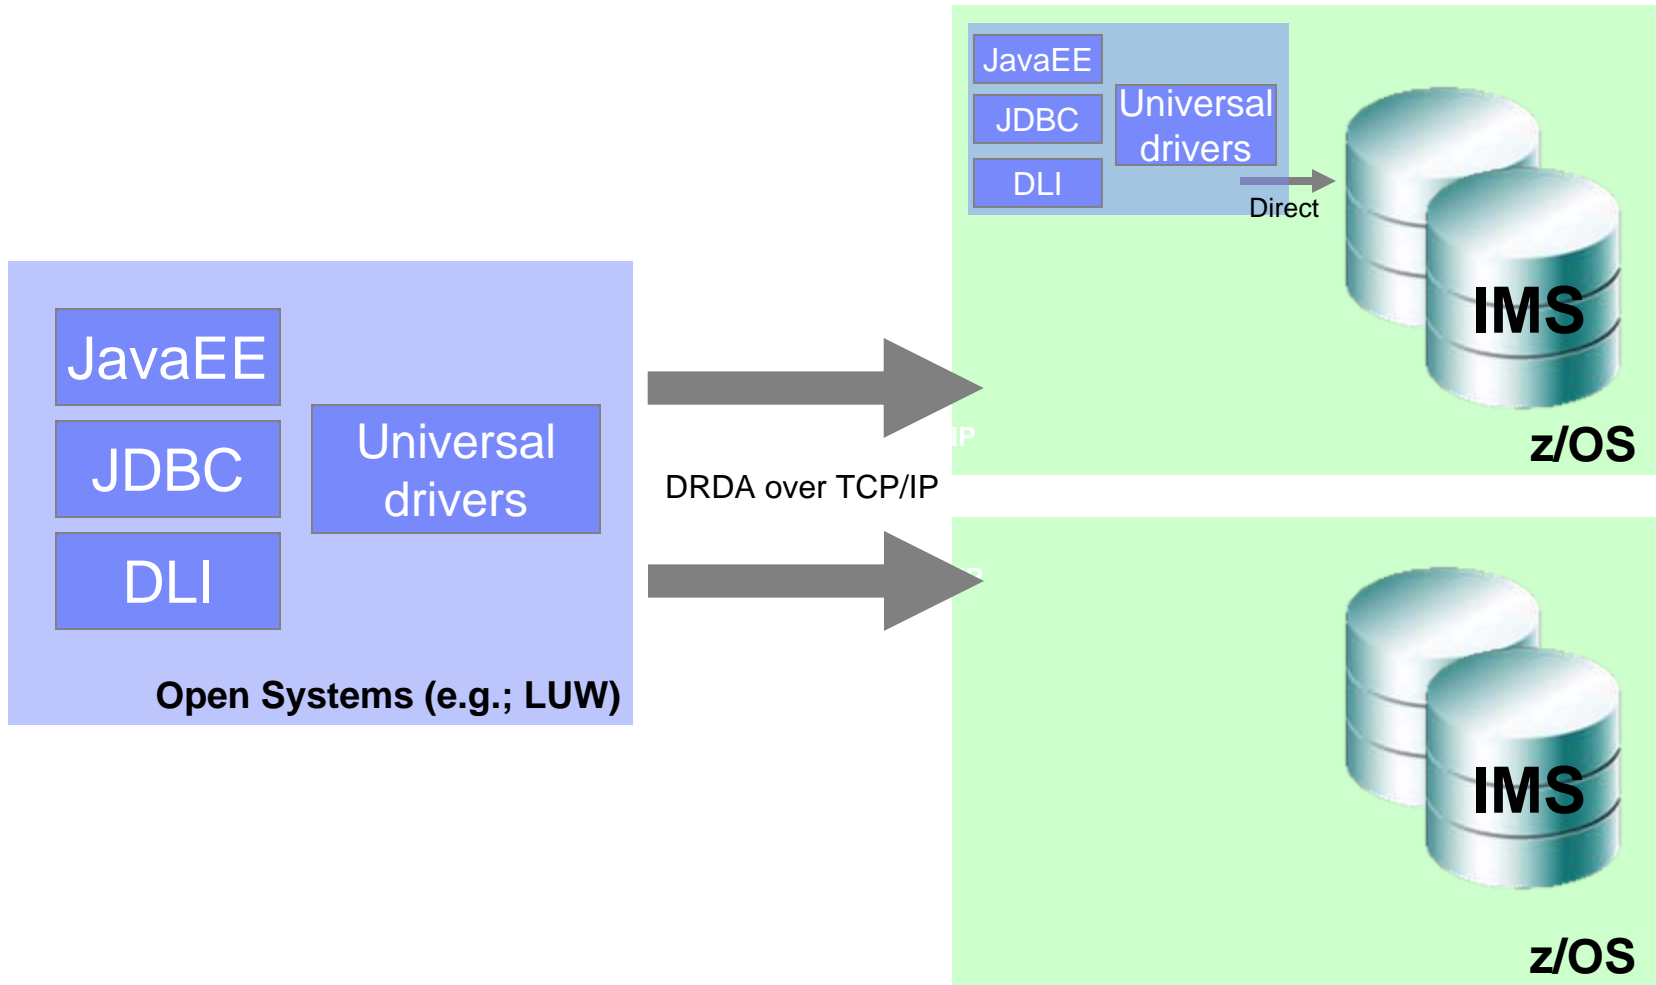 JavaEE
JDBC
DLI
Universal
drivers
Direct
IMS
z/OS
JavaEE
JDBC
DLI
Universal
drivers
Open Systems (e.g.; LUW)
IP
DRDA over TCP/IP
P
IMS
z/OS